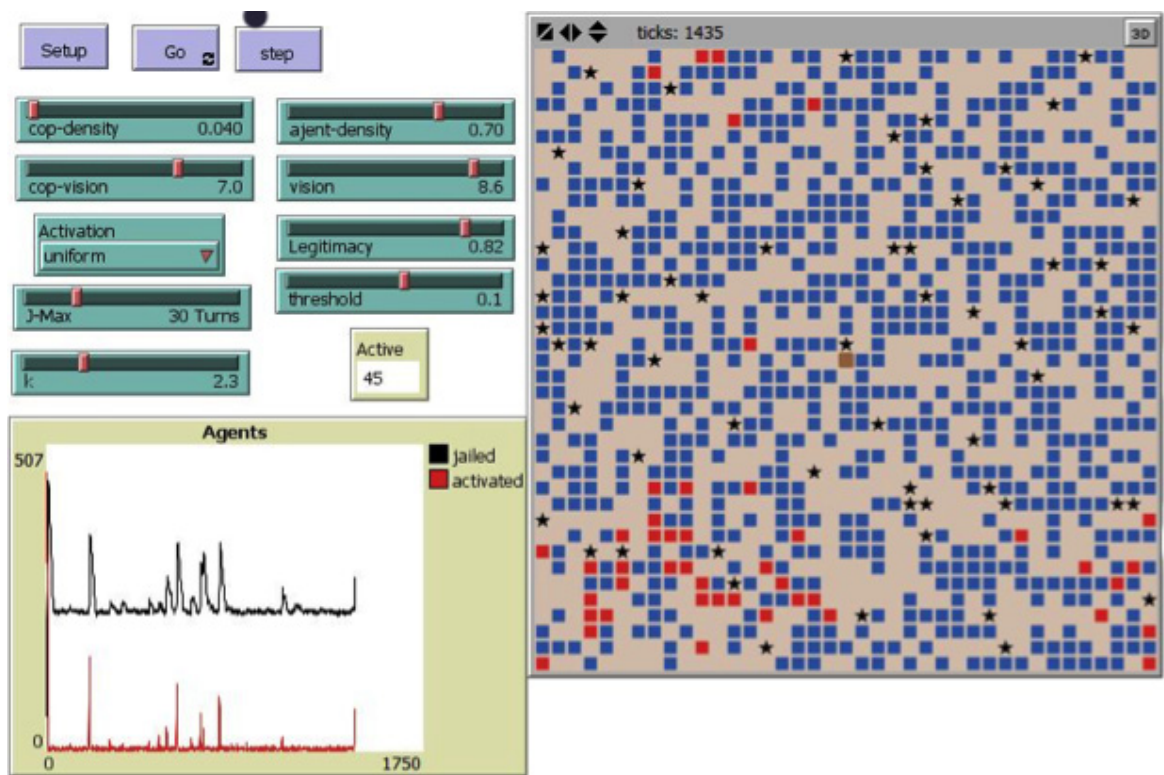 Setup
Go
step
cop-density 0.040
ajent-density 0.70
cop-vision 7.0
vision 8.6
Activation
uniform
Legitimacy 0.82
threshold 0.1
J-Max 30 Turns
k 2.3
Active
45
Agents
507
0
0 1750
jailed
activated
ticks: 1435
3D